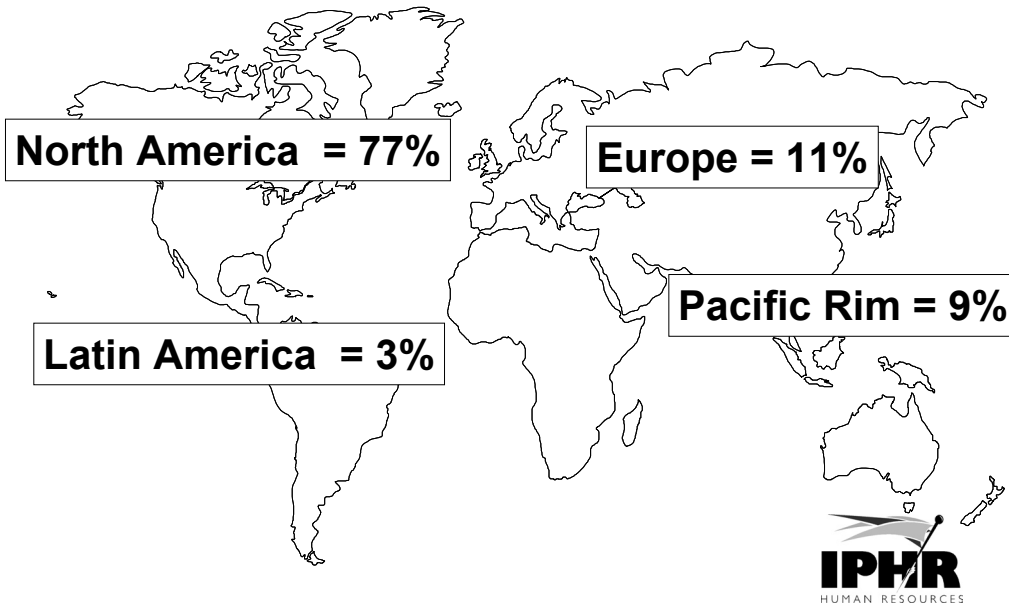 North America = 77%
Europe = 11%
Pacific Rim = 9%
Latin America = 3%
IPHR
HUMAN RESOURCES